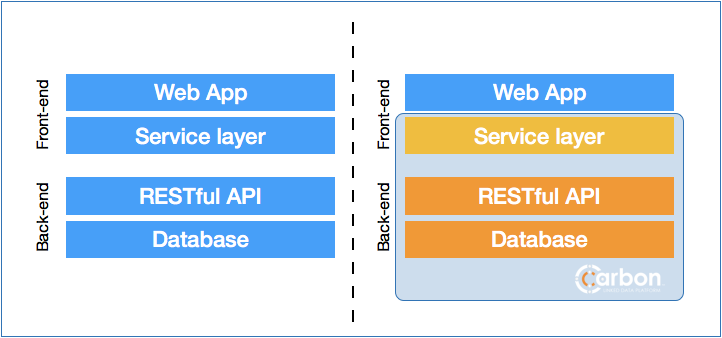 Front-end
Web App
Service layer
Back-end
RESTful API
Database
Front-end
Web App
Service layer
Back-end
RESTful API
Database
Carbon